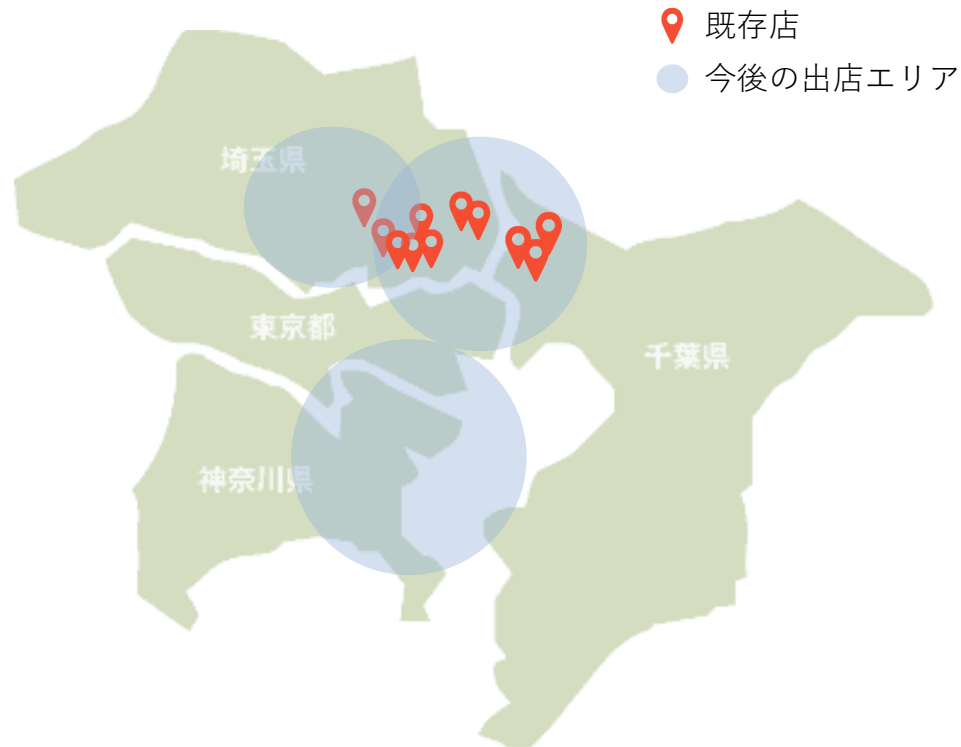 既存店
今後の出店エリア
埼玉県
東京都
千葉県
神奈川県